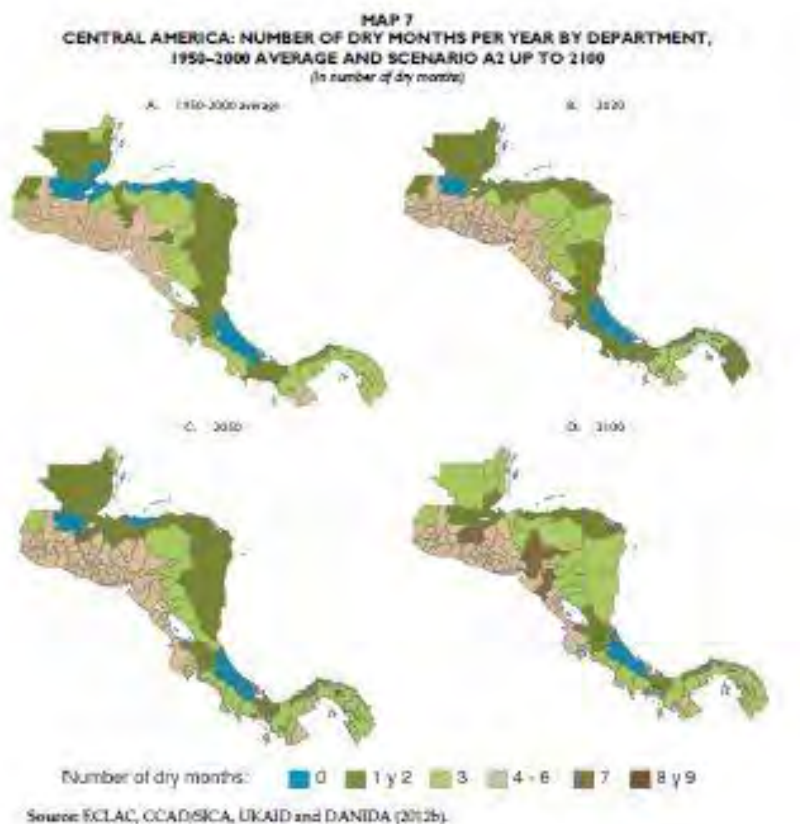 MAP 7
CENTRAL AMERICA: NUMBER OF DRY MONTHS PER YEAR BY DEPARTMENT,
1950–2000 AVERAGE AND SCENARIO A2 UP TO 2100
(In number of dry months)
A. 1950-2000 average
B. 2020
C. 2050
D. 2100
Number of dry months: 0 1 y 2 3 4 - 6 7 8 y 9
Source: ECLAC, CCAD/SICA, UKAID and DANIDA (2012b).